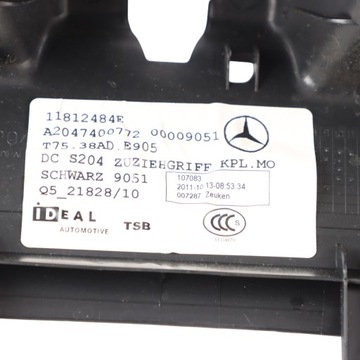 11812484E
A2047400772 00009051
T75.38AD.E905
DC S204 ZUZIEHGRIFF KPL.MO
SCHWARZ 9051
107083
2011-10-13-08 53:34
007287 Zeuken
Q5_21828/10
iDEAL
AUTOMOTIVE TSB
CCC